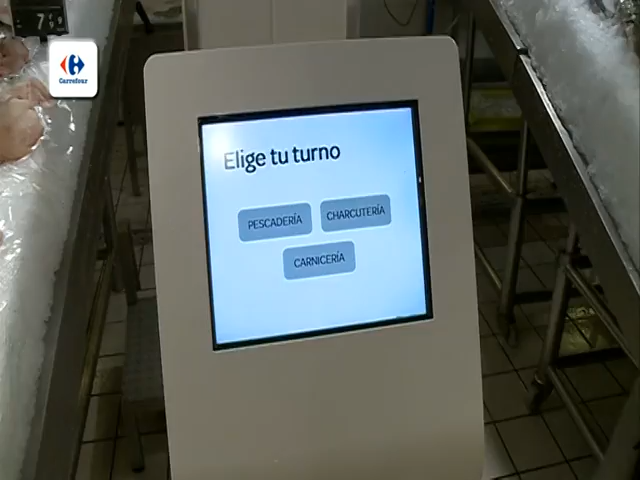 Carrefour
Elige tu turno
PESCADERÍA
CHARCUTERÍA
CARNICERÍA